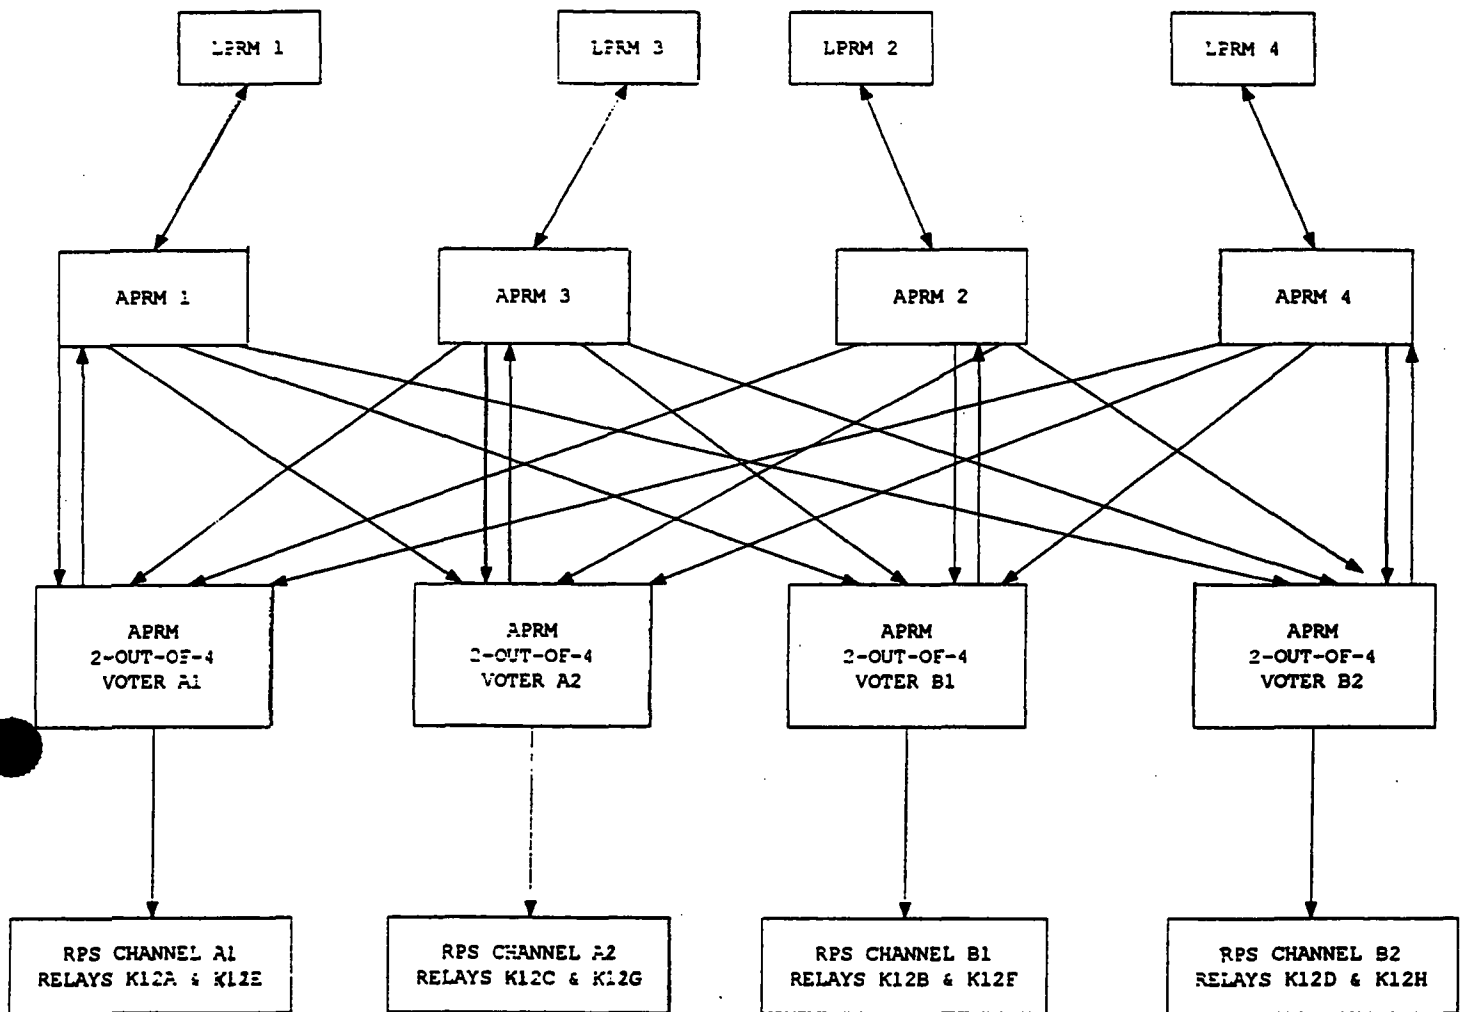 LPRM 1
LPRM 3
LPRM 2
LPRM 4
APRM 1
APRM 3
APRM 2
APRM 4
APRM
2-OUT-OF-4
VOTER A1
APRM
2-OUT-OF-4
VOTER A2
APRM
2-OUT-OF-4
VOTER B1
APRM
2-OUT-OF-4
VOTER B2
RPS CHANNEL A1
RELAYS K12A & K12E
RPS CHANNEL A2
RELAYS K12C & K12G
RPS CHANNEL B1
RELAYS K12B & K12F
RPS CHANNEL B2
RELAYS K12D & K12H